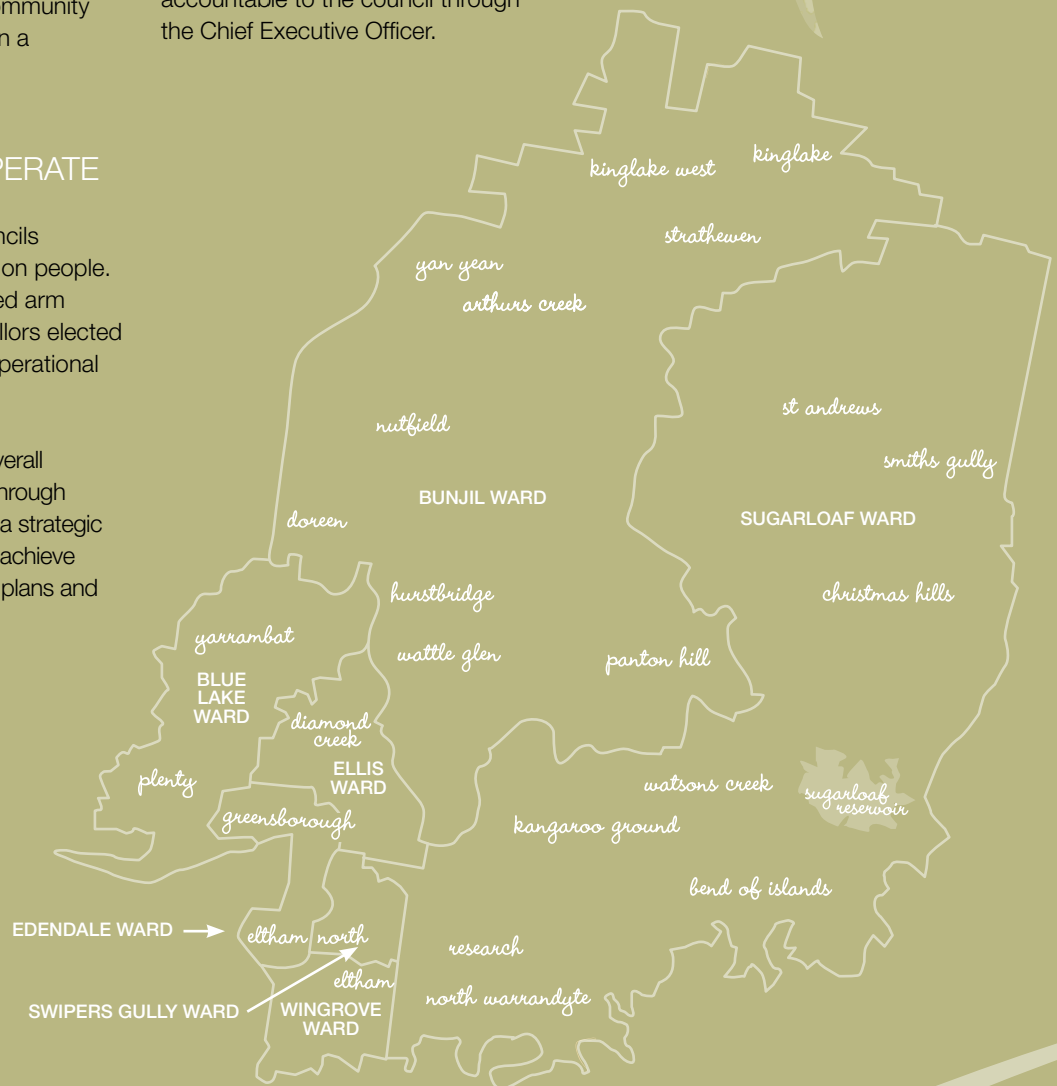 mmunity
n a
accountable to the council through
the Chief Executive Officer.
PERATE
ncils
on people.
ed arm
llors elected
perational
verall
hrough
a strategic
achieve
plans and
kinglake west
kinglake
strathewen
yan yean
arthurs creek
st andrews
nutfield
smiths gully
BUNJIL WARD
SUGARLOAF WARD
doreen
hurstbridge
christmas hills
yarrambat
wattle glen
panton hill
BLUE
LAKE
WARD
diamond
creek
ELLIS
WARD
plenty
watsons creek
sugarloaf
reservoir
greensborough
kangaroo ground
bend of islands
EDENDALE WARD
eltham north
research
eltham
north warrandyte
SWIPERS GULLY WARD
WINGROVE
WARD